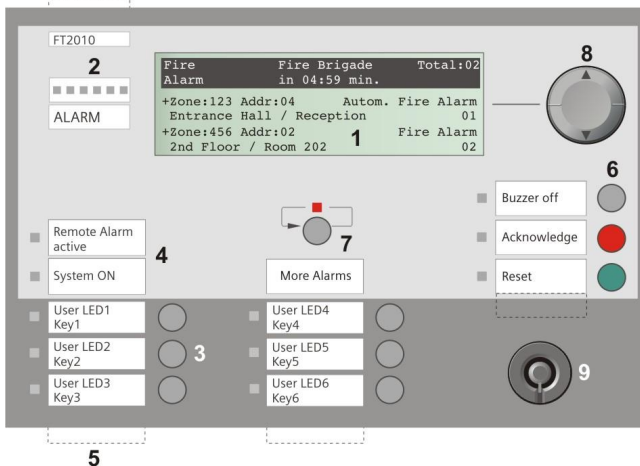 FT2010
2
ALARM
Fire Fire Brigade Total:02
Alarm in 04:59 min.
+Zone:123 Addr:04 Autom. Fire Alarm
Entrance Hall / Reception 01
+Zone:456 Addr:02 Fire Alarm
2nd Floor / Room 202 02
1
8
6
Buzzer off
Acknowledge
Reset
Remote Alarm
active
System ON
4
7
More Alarms
User LED1
Key1
User LED2
Key2
User LED3
Key3
3
User LED4
Key4
User LED5
Key5
User LED6
Key6
9
5